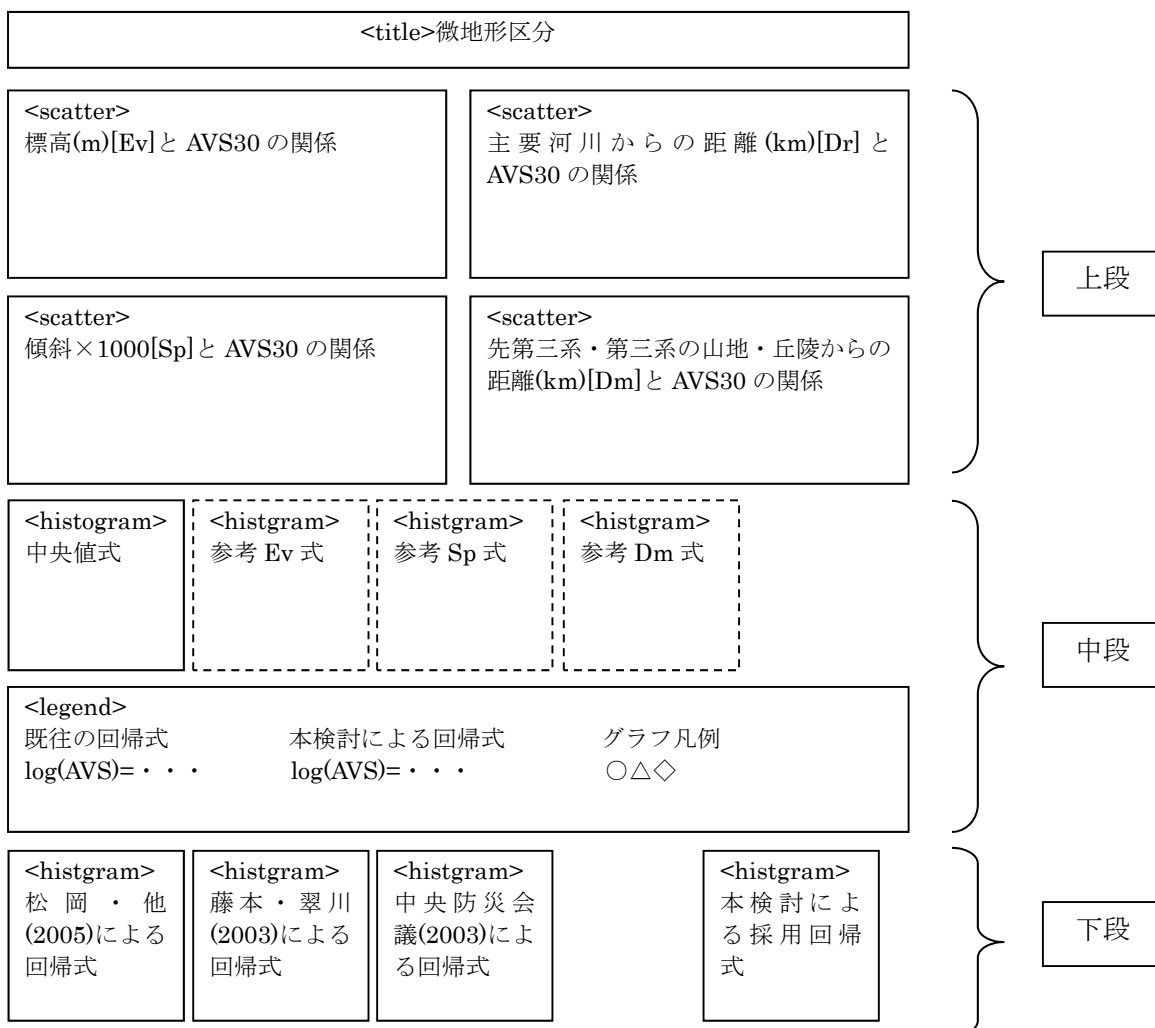 <title>微地形区分
<scatter>
標高(m)[Ev]と AVS30 の関係
<scatter>
主要河川からの距離(km)[Dr]と
AVS30 の関係
<scatter>
傾斜×1000[Sp]と AVS30 の関係
<scatter>
先第三系・第三系の山地・丘陵からの
距離(km)[Dm]と AVS30 の関係
上段
<histogram>
中央値式
<histgram>
参考 Ev 式
<histgram>
参考 Sp 式
<histgram>
参考 Dm 式
<legend>
既往の回帰式 本検討による回帰式 グラフ凡例
log(AVS)=・・・ log(AVS)=・・・ ○△◇
中段
<histgram>
松岡・他
(2005)による
回帰式
<histgram>
藤本・翠川
(2003)による
回帰式
<histgram>
中央防災会
議(2003)によ
る回帰式
<histgram>
本検討によ
る採用回帰
式
下段